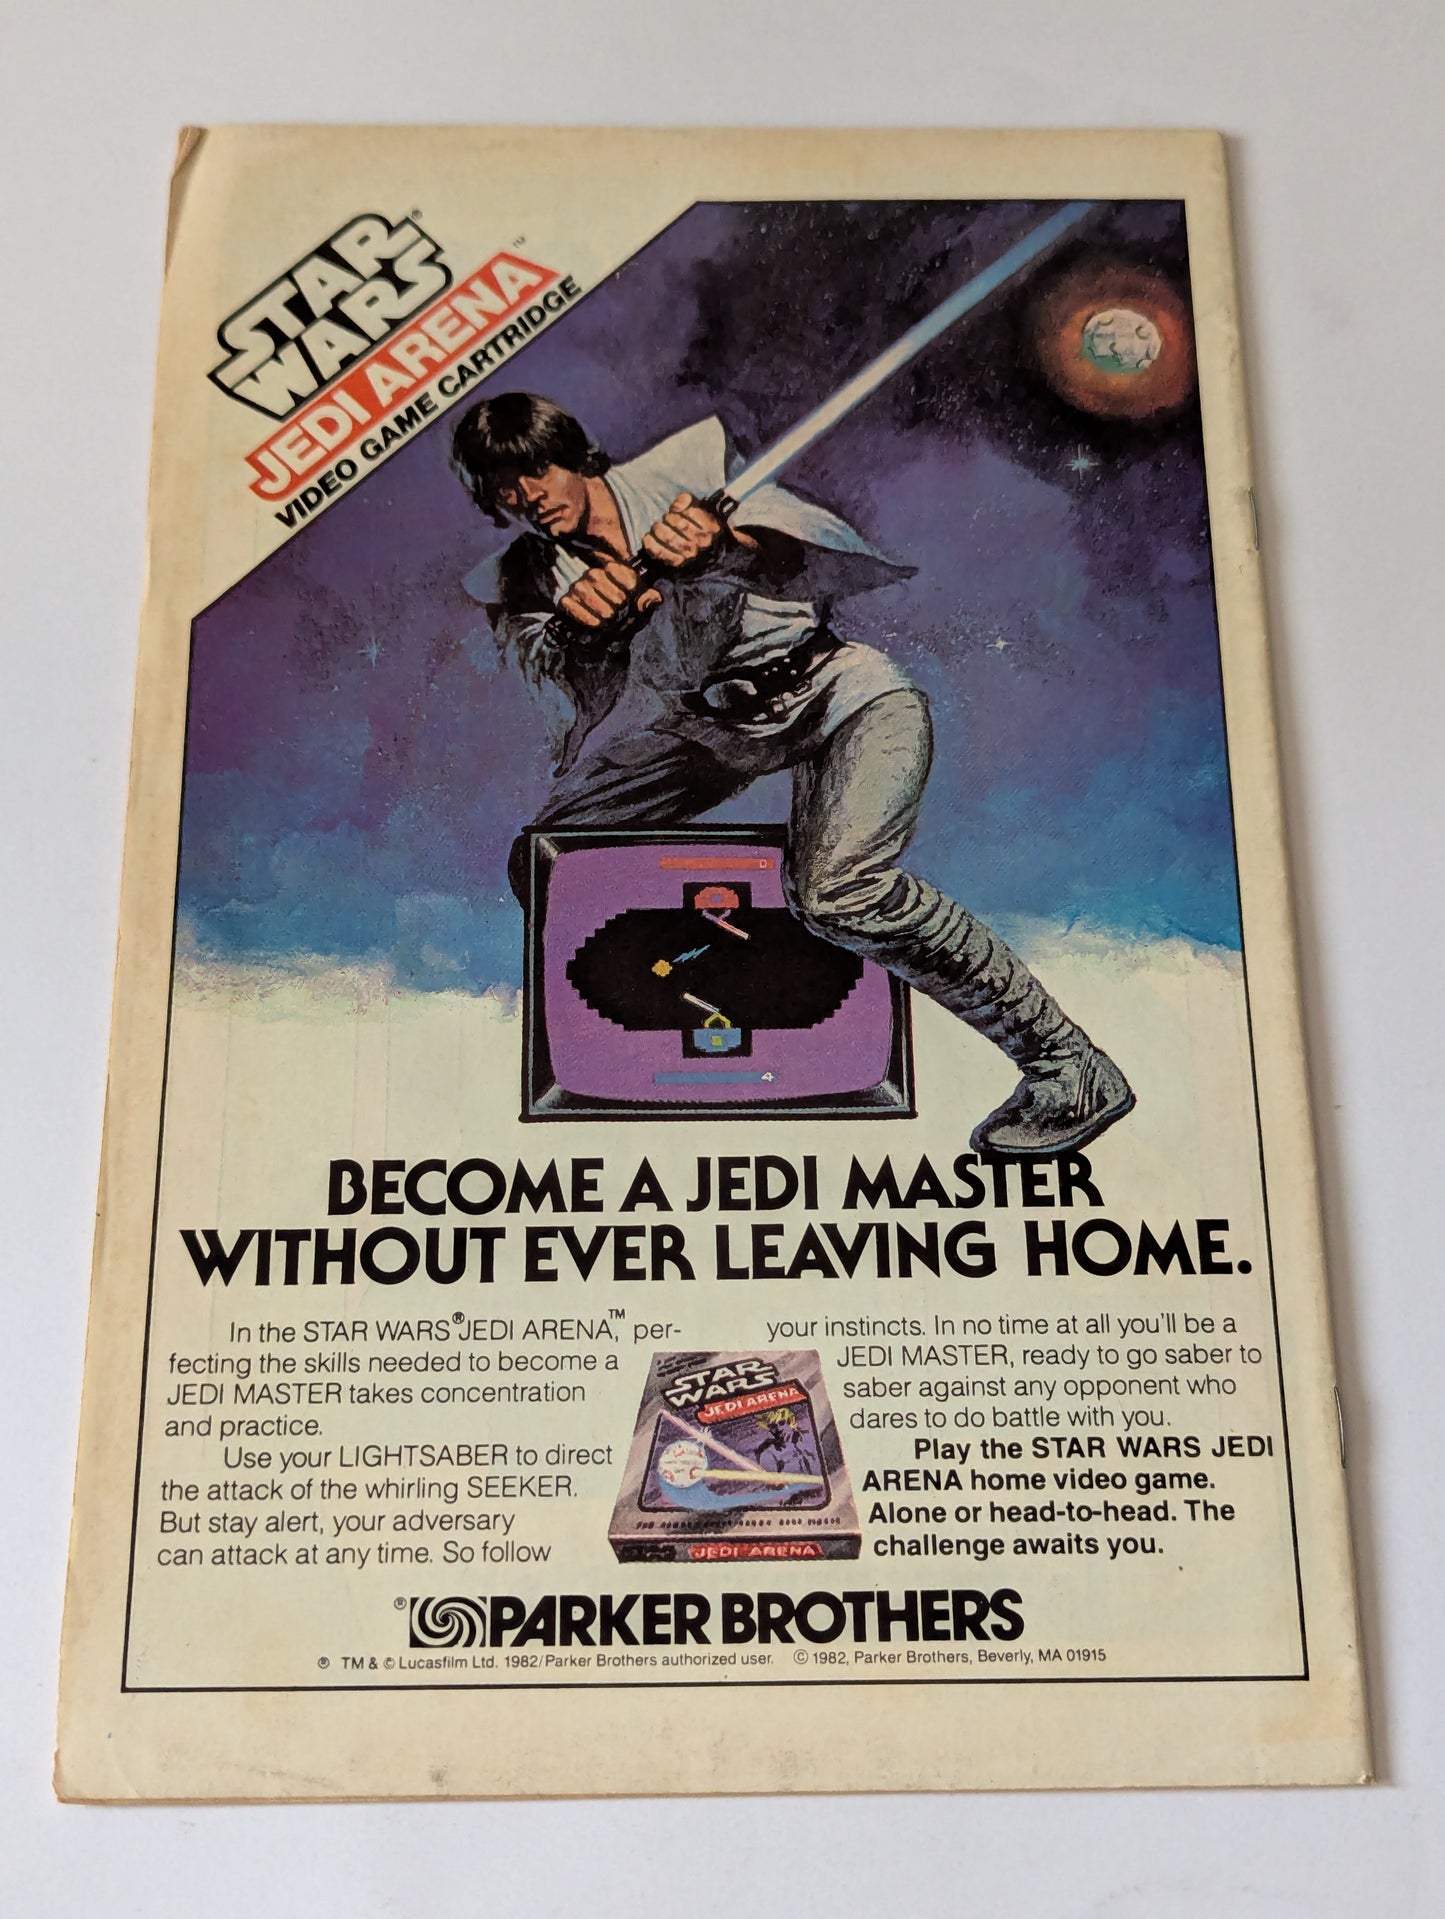 STAR®
WARS
JEDI ARENA™
VIDEO GAME CARTRIDGE
0
4
BECOME A JEDI MASTER
WITHOUT EVER LEAVING HOME.
In the STAR WARS® JEDI ARENA,™ per-
fecting the skills needed to become a
JEDI MASTER takes concentration
and practice.
Use your LIGHTSABER to direct
the attack of the whirling SEEKER.
But stay alert, your adversary
can attack at any time. So follow
your instincts. In no time at all you'll be a
JEDI MASTER, ready to go saber to
saber against any opponent who
dares to do battle with you.
Play the STAR WARS JEDI
ARENA home video game.
Alone or head-to-head. The
challenge awaits you.
STAR
WARS
JEDI ARENA
JEDI ARENA
® PARKER BROTHERS
® TM & © Lucasfilm Ltd. 1982/Parker Brothers authorized user. © 1982, Parker Brothers, Beverly, MA 01915